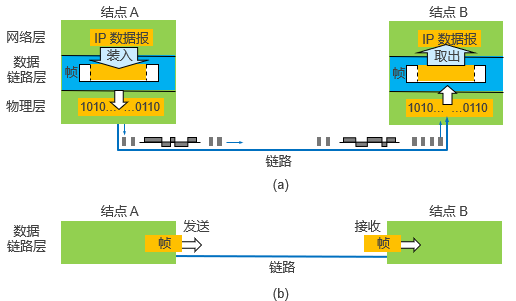 结点 A
结点 B
网络层
IP 数据报
IP 数据报
装入
取出
数据
链路层
帧
帧
物理层
1010… …0110
1010… …0110
链路
(a)
结点 A
结点 B
数据
链路层
发送
接收
帧
帧
链路
(b)